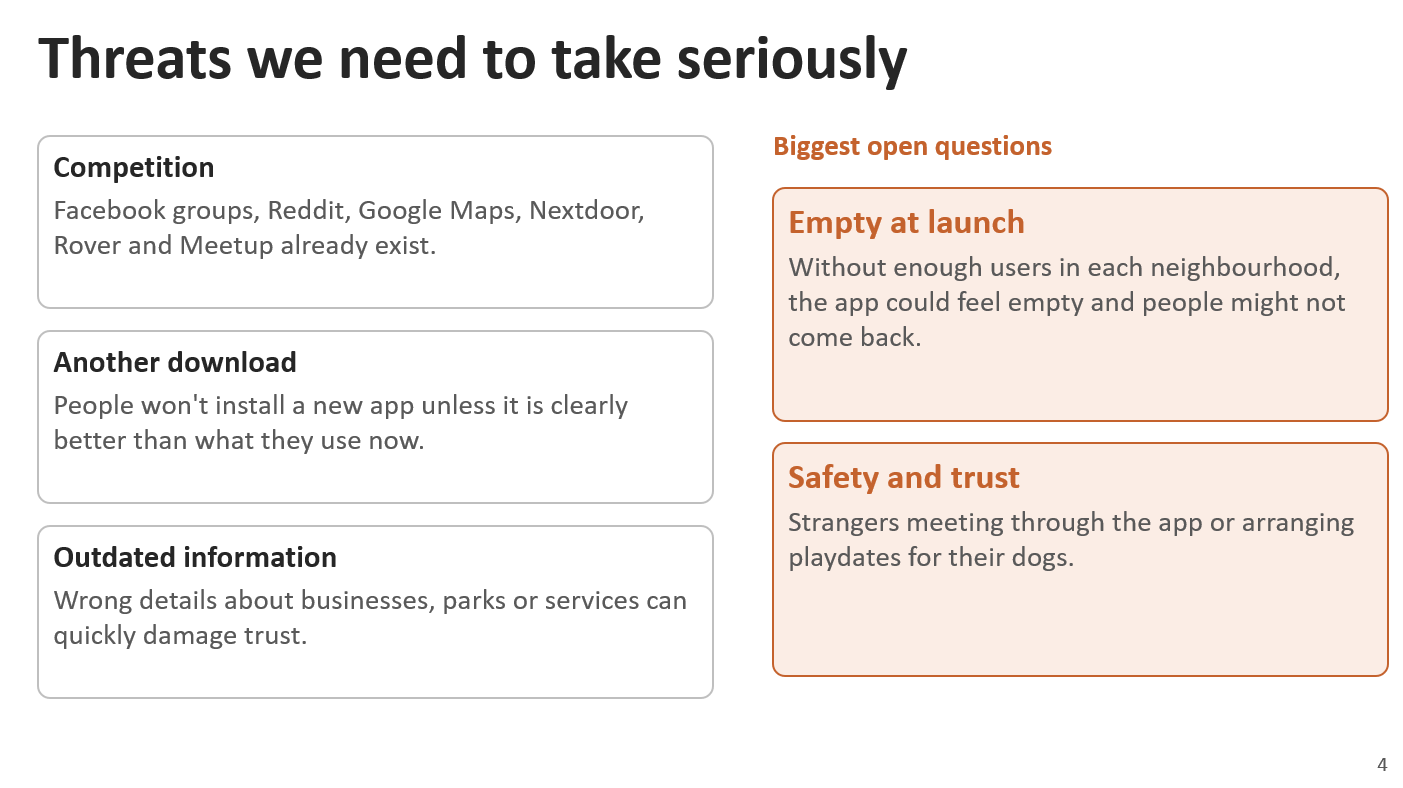 Threats we need to take seriously
Competition
Facebook groups, Reddit, Google Maps, Nextdoor,
Rover and Meetup already exist.
Another download
People won't install a new app unless it is clearly
better than what they use now.
Outdated information
Wrong details about businesses, parks or services can
quickly damage trust.
Biggest open questions
Empty at launch
Without enough users in each neighbourhood,
the app could feel empty and people might not
come back.
Safety and trust
Strangers meeting through the app or arranging
playdates for their dogs.
4